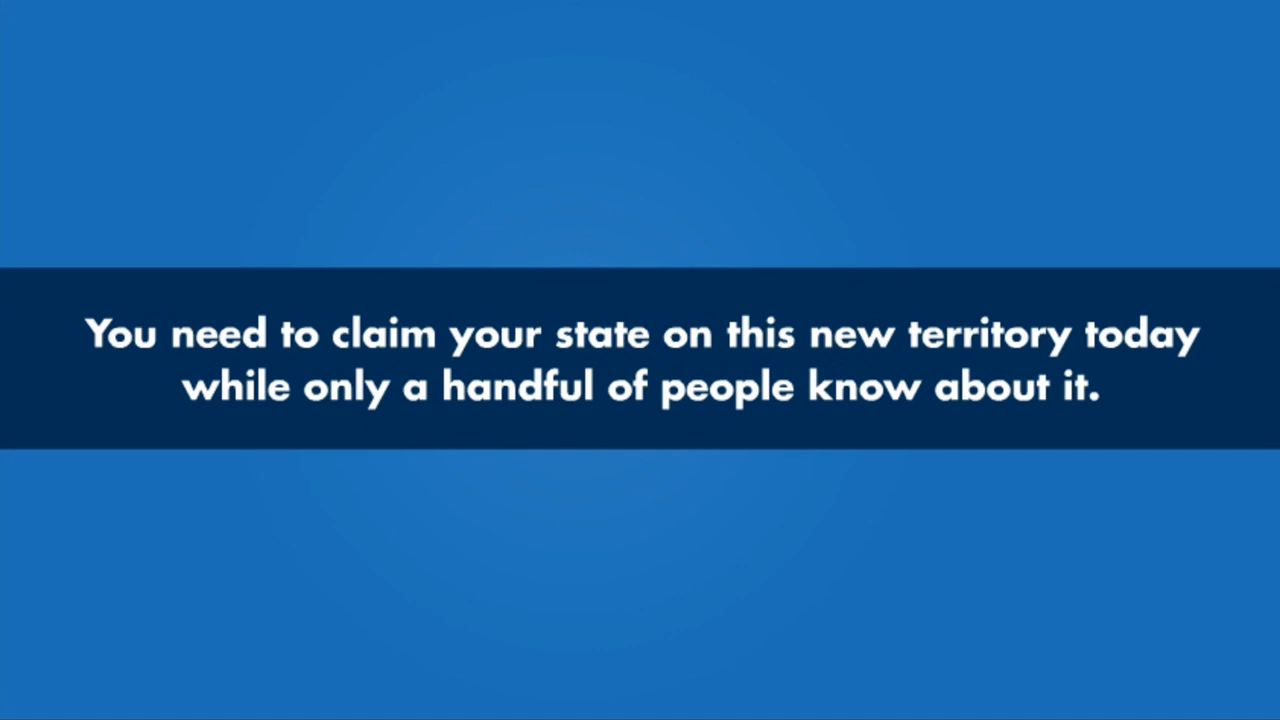 You need to claim your state on this new territory today
while only a handful of people know about it.